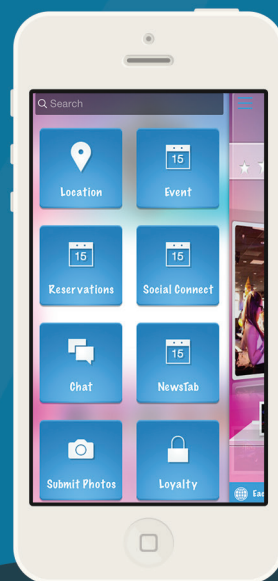 Search
Location
15
Event
15
Reservations
15
Social Connect
Chat
15
NewsTab
Submit Photos
Loyalty